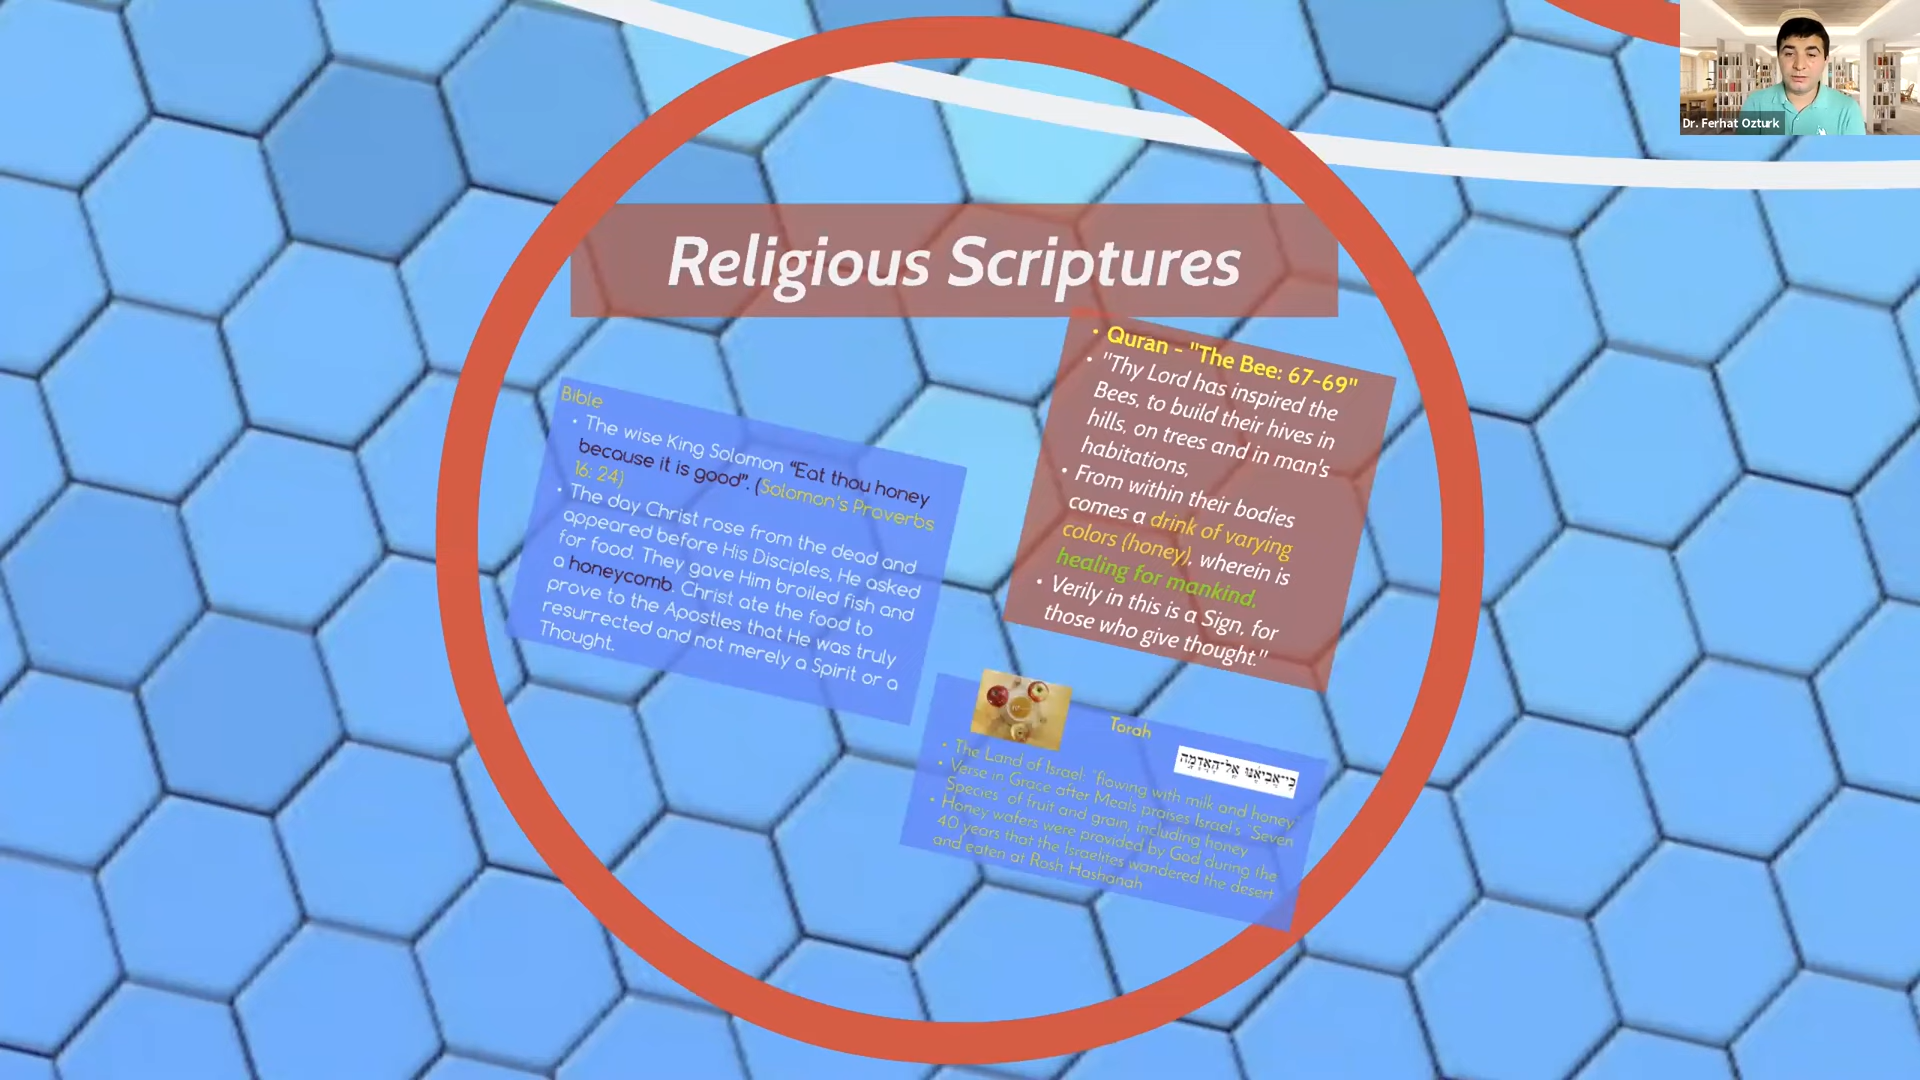 Dr. Ferhat Ozturk
Religious Scriptures
Bible
• The wise King Solomon “Eat thou honey
because it is good”. (Solomon's Proverbs
16: 24)
• The day Christ rose from the dead and
appeared before His Disciples, He asked
for food. They gave Him broiled fish and
a honeycomb. Christ ate the food to
prove to the Apostles that He was truly
resurrected and not merely a Spirit or a
Thought.
• Quran - "The Bee: 67-69"
• "Thy Lord has inspired the
Bees, to build their hives in
hills, on trees and in man's
habitations,
• From within their bodies
comes a drink of varying
colors (honey), wherein is
healing for mankind.
• Verily in this is a Sign, for
those who give thought."
Torah
כִּי־אֲבִיאֶנּוּ אֶל־הָאֲדָמָה
• The Land of Israel: "flowing with milk and honey"
• Verse in Grace after Meals praises Israel's "Seven
Species" of fruit and grain, including honey
• Honey wafers were provided by God during the
40 years that the Israelites wandered the desert
and eaten at Rosh Hashanah